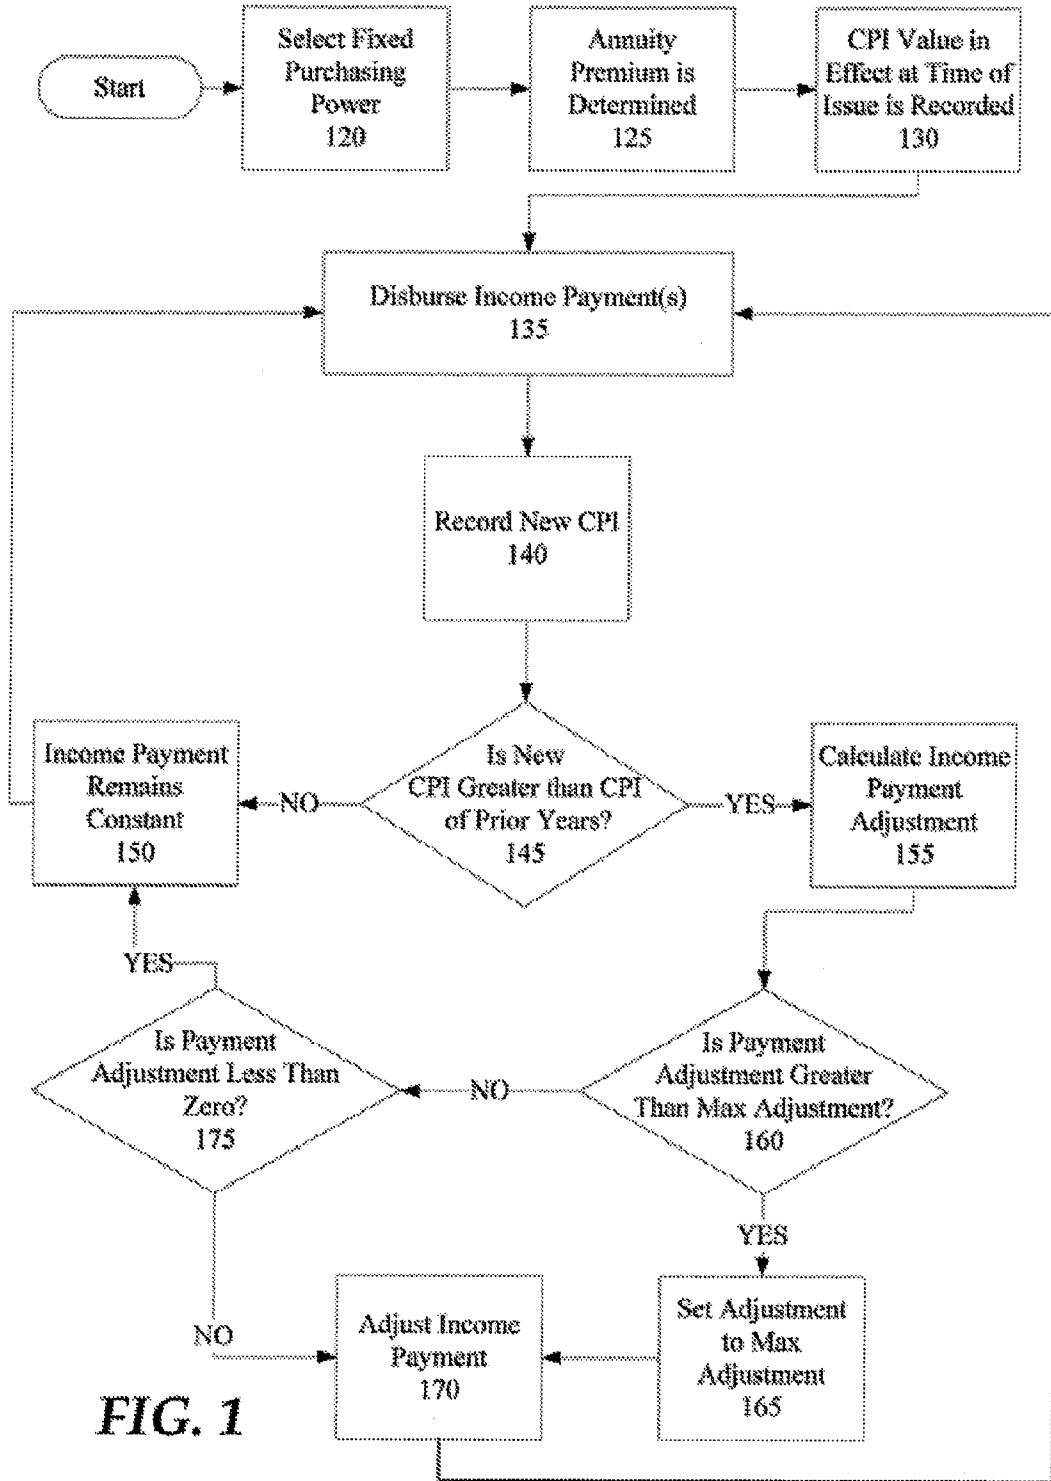 Start
Select Fixed
Purchasing
Power
120
Annuity
Premium is
Determined
125
CPI Value in
Effect at Time of
Issue is Recorded
130
Disburse Income Payment(s)
135
Record New CPI
140
Is New
CPI Greater than CPI
of Prior Years?
145
NO
YES
Income Payment
Remains
Constant
150
Calculate Income
Payment
Adjustment
155
YES
Is Payment
Adjustment Less Than
Zero?
175
NO
Is Payment
Adjustment Greater
Than Max Adjustment?
160
YES
NO
Adjust Income
Payment
170
Set Adjustment
to Max
Adjustment
165
FIG. 1